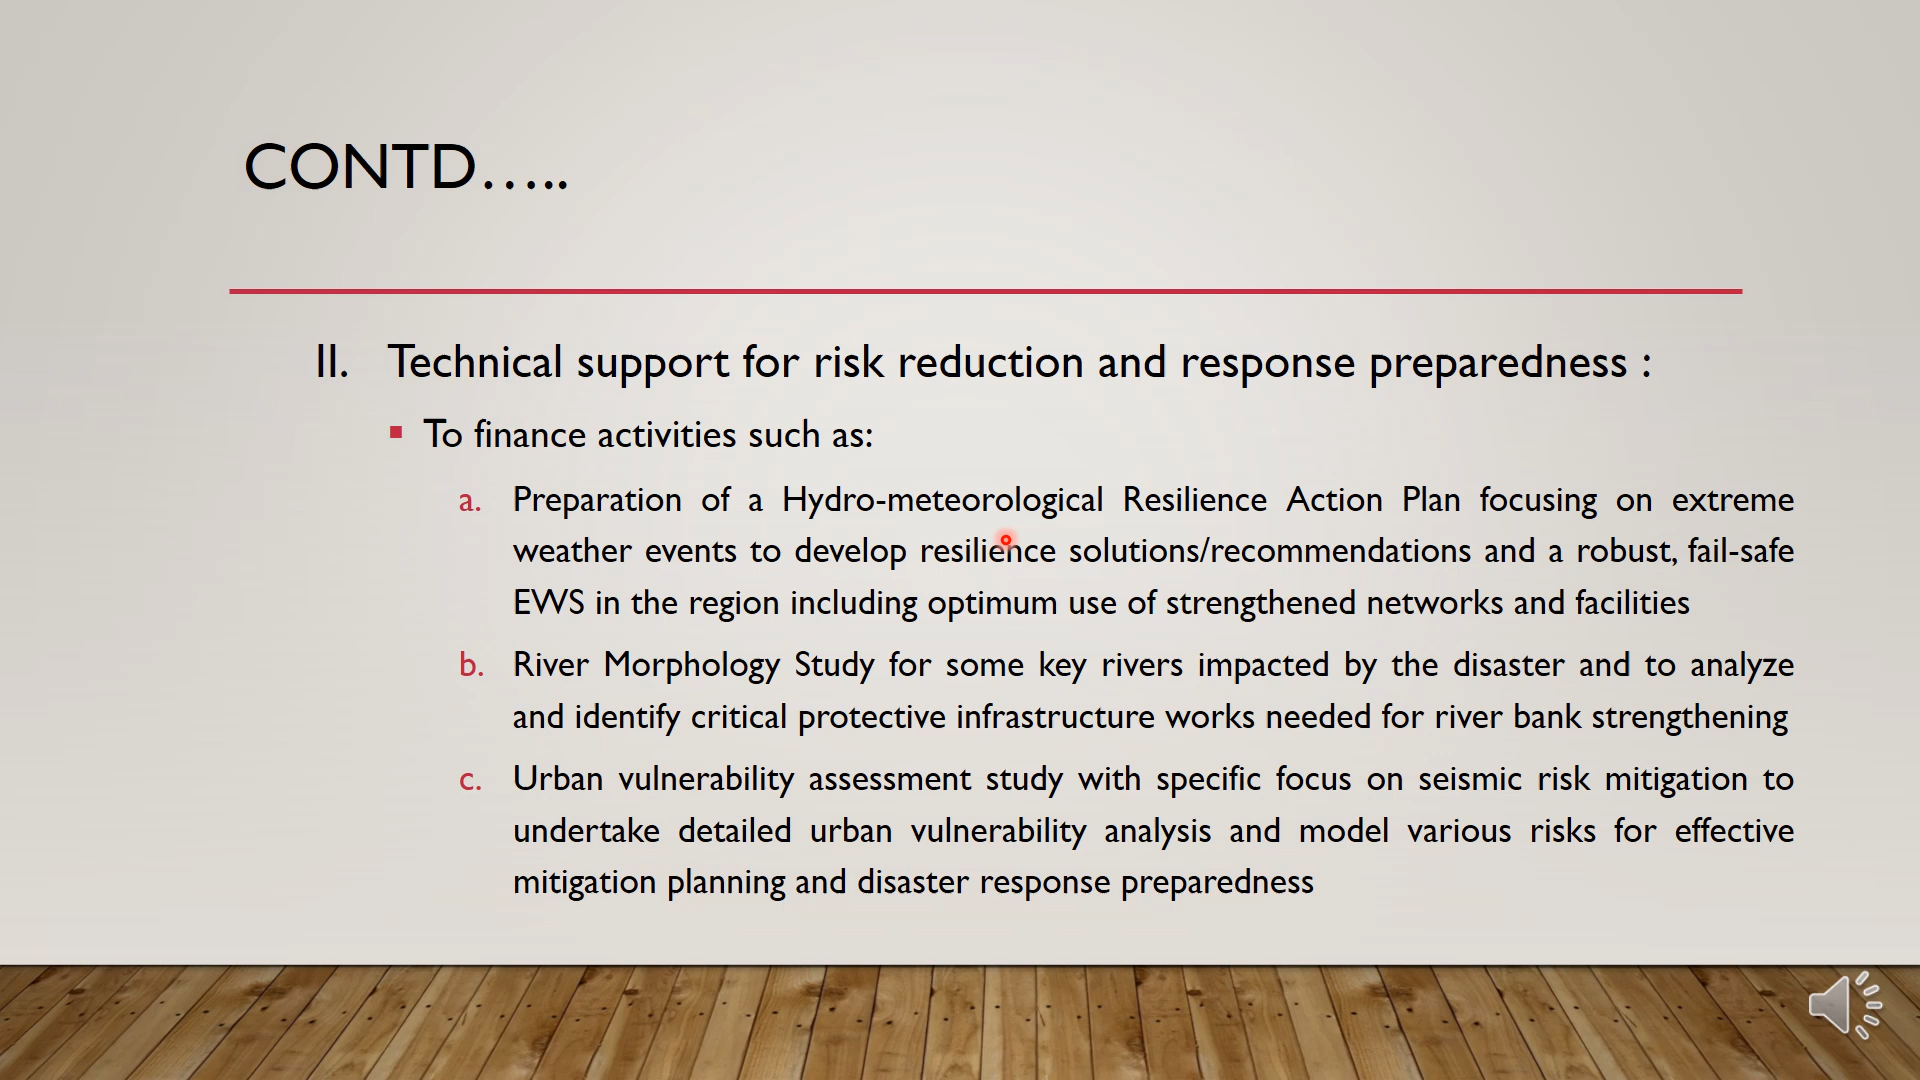 CONTD.....
II. Technical support for risk reduction and response preparedness :
To finance activities such as:
a. Preparation of a Hydro-meteorological Resilience Action Plan focusing on extreme
weather events to develop resilience solutions/recommendations and a robust, fail-safe
EWS in the region including optimum use of strengthened networks and facilities
b. River Morphology Study for some key rivers impacted by the disaster and to analyze
and identify critical protective infrastructure works needed for river bank strengthening
c. Urban vulnerability assessment study with specific focus on seismic risk mitigation to
undertake detailed urban vulnerability analysis and model various risks for effective
mitigation planning and disaster response preparedness